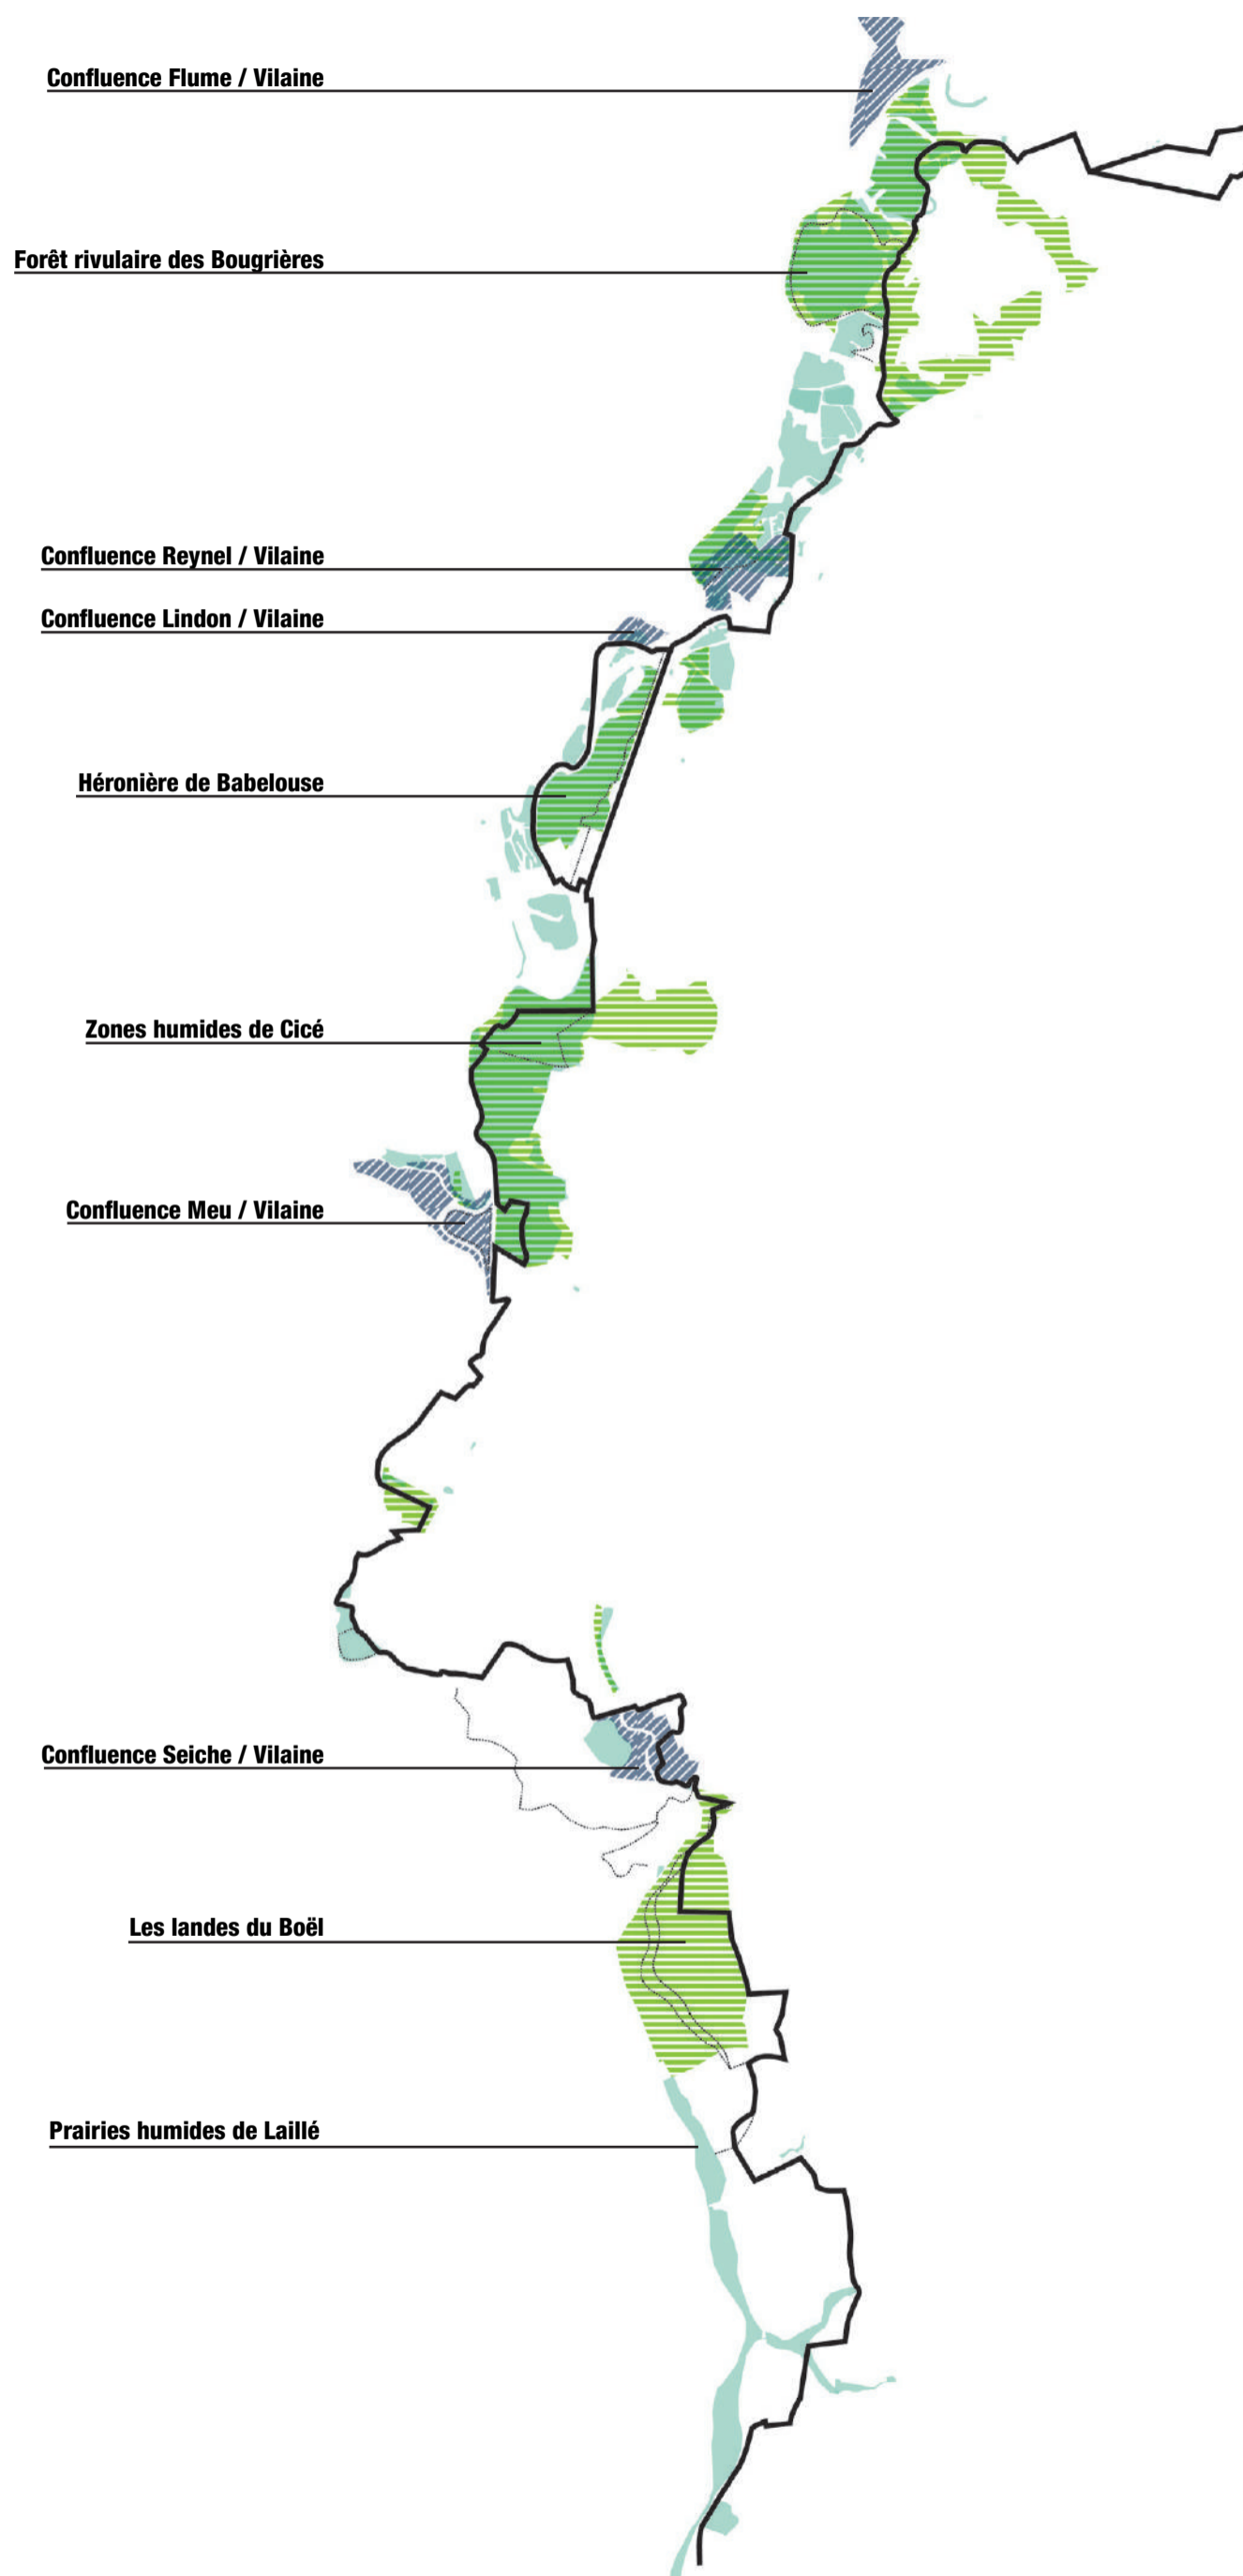 Confluence Flume / Vilaine
Forêt rivulaire des Bougrières
Confluence Reynel / Vilaine
Confluence Lindon / Vilaine
Héronière de Babelouse
Zones humides de Cicé
Confluence Meu / Vilaine
Confluence Seiche / Vilaine
Les landes du Boël
Prairies humides de Laillé